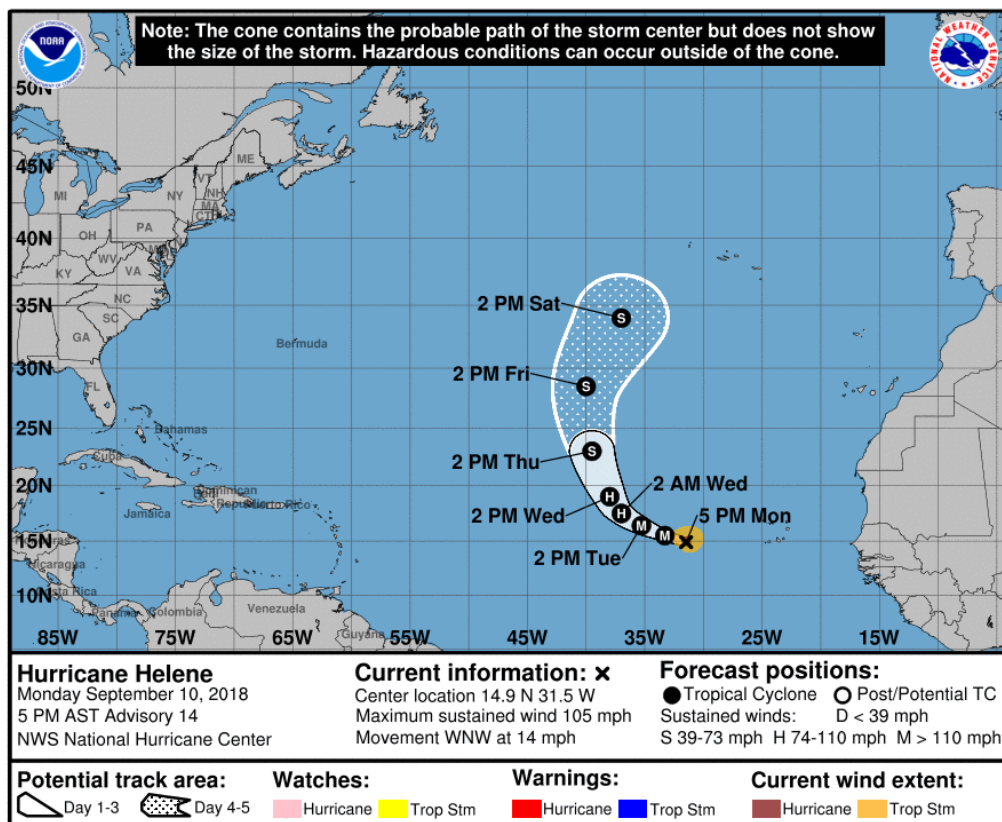 Note: The cone contains the probable path of the storm center but does not show
the size of the storm. Hazardous conditions can occur outside of the cone.
NOAA
NATIONAL WEATHER SERVICE
50N
45N
40N
35N
30N
25N
20N
15N
10N
85W
75W
65W
55W
45W
35W
25W
15W
ME
VT
NH
MI
NY
MA
CT
PA
OH
WV
KY
VA
NC
SC
GA
FL
Bermuda
Bahamas
Cuba
Dominican
Republic
Puerto Rico
Jamaica
Nicaragua
Costa Rica
Panama
Colombia
Venezuela
Guyana
2 PM Sat
S
2 PM Fri
S
2 PM Thu
S
2 AM Wed
H
2 PM Wed
H
5 PM Mon
M
2 PM Tue
M
Hurricane Helene
Monday September 10, 2018
5 PM AST Advisory 14
NWS National Hurricane Center
Current information: x
Center location 14.9 N 31.5 W
Maximum sustained wind 105 mph
Movement WNW at 14 mph
Forecast positions:
Tropical Cyclone Post/Potential TC
Sustained winds: D < 39 mph
S 39-73 mph H 74-110 mph M > 110 mph
Potential track area:
Day 1-3 Day 4-5
Watches:
Hurricane Trop Stm
Warnings:
Hurricane Trop Stm
Current wind extent:
Hurricane Trop Stm